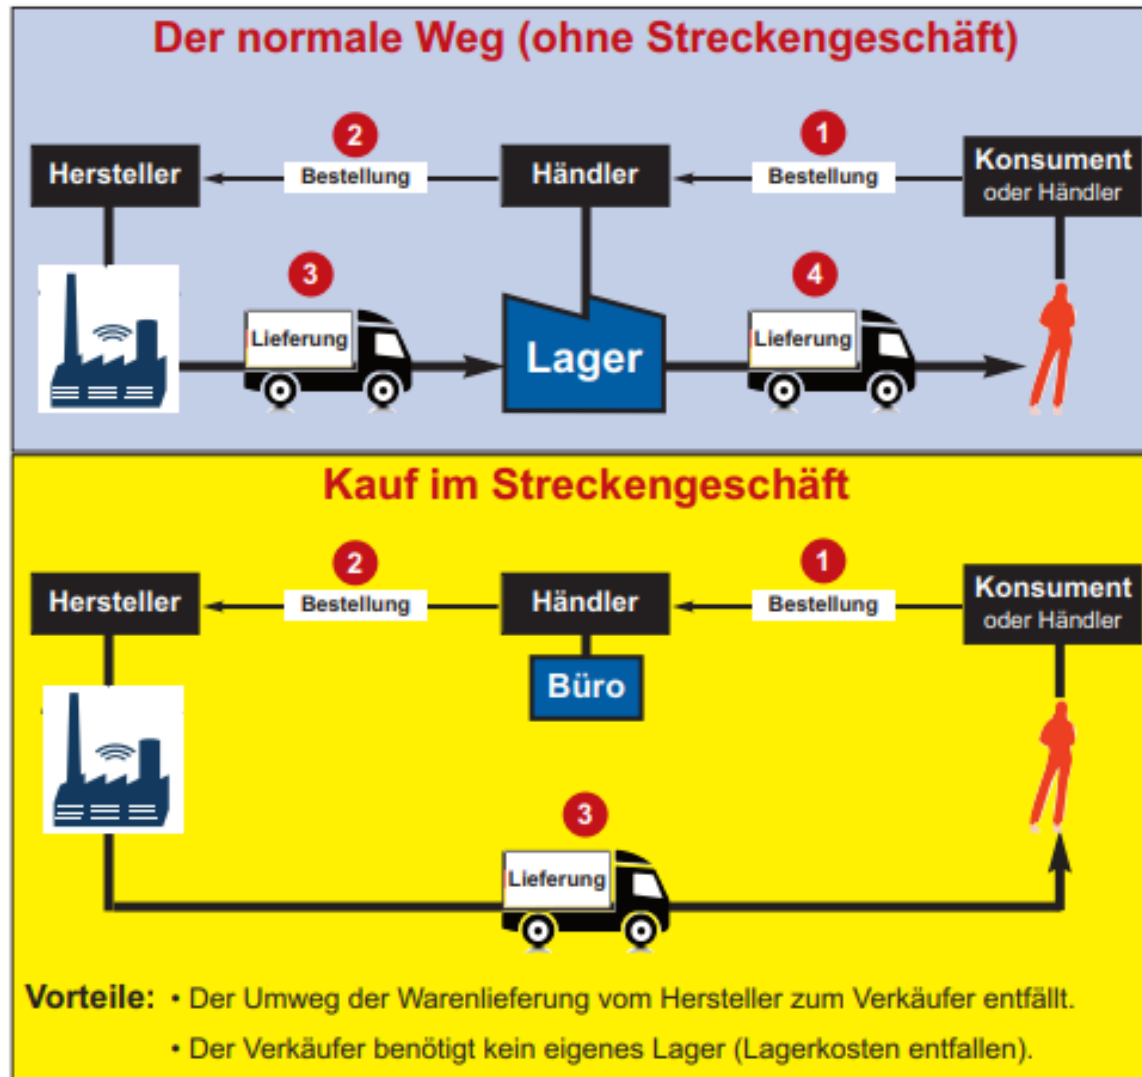 Der normale Weg (ohne Streckengeschäft)
2
1
Hersteller
Bestellung
Händler
Bestellung
Konsument
oder Händler
3
4
Lieferung
Lager
Lieferung
Kauf im Streckengeschäft
2
1
Hersteller
Bestellung
Händler
Bestellung
Konsument
oder Händler
Büro
3
Lieferung
Vorteile: • Der Umweg der Warenlieferung vom Hersteller zum Verkäufer entfällt.
• Der Verkäufer benötigt kein eigenes Lager (Lagerkosten entfallen).